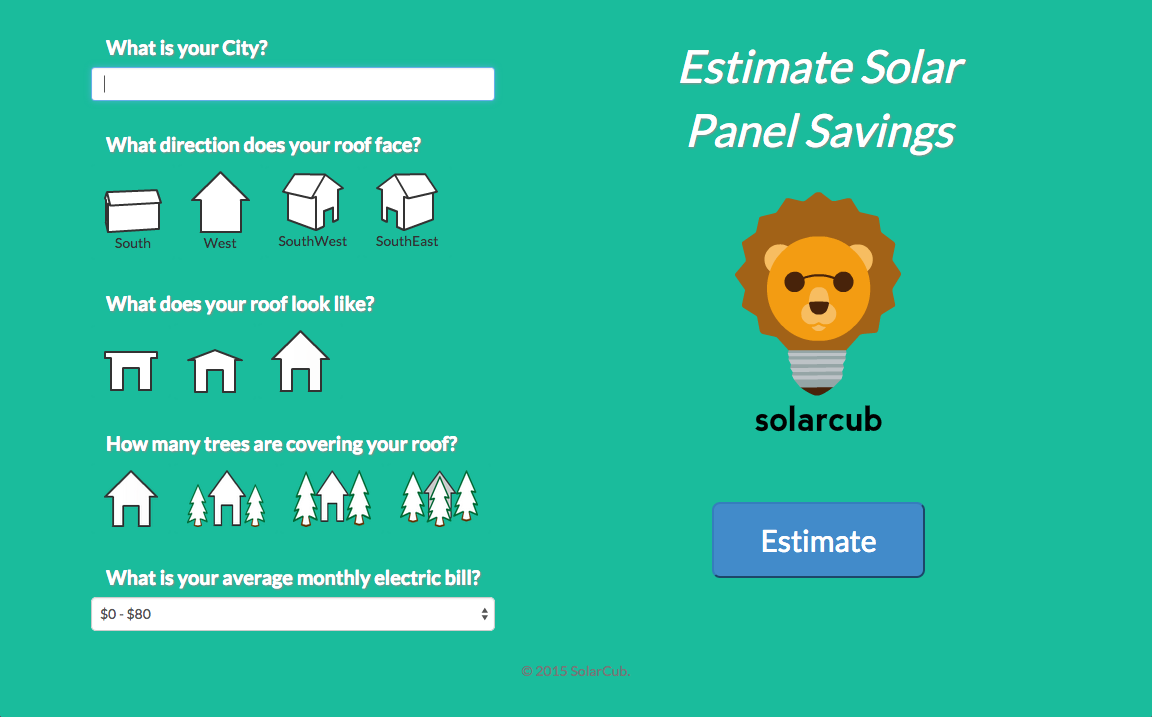 What is your City?
What direction does your roof face?
South
West
SouthWest
SouthEast
What does your roof look like?
How many trees are covering your roof?
What is your average monthly electric bill?
$0 - $80
Estimate Solar
Panel Savings
solarcub
Estimate
© 2015 SolarCub.